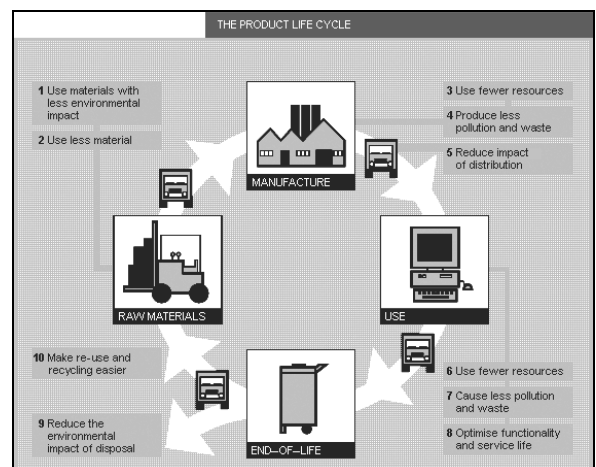 THE PRODUCT LIFE CYCLE
1 Use materials with
less environmental
impact
2 Use less material
3 Use fewer resources
4 Produce less
pollution and waste
5 Reduce impact
of distribution
MANUFACTURE
RAW MATERIALS
USE
10 Make re-use and
recycling easier
9 Reduce the
environmental
impact of disposal
6 Use fewer resources
7 Cause less pollution
and waste
8 Optimise functionality
and service life
END–OF–LIFE